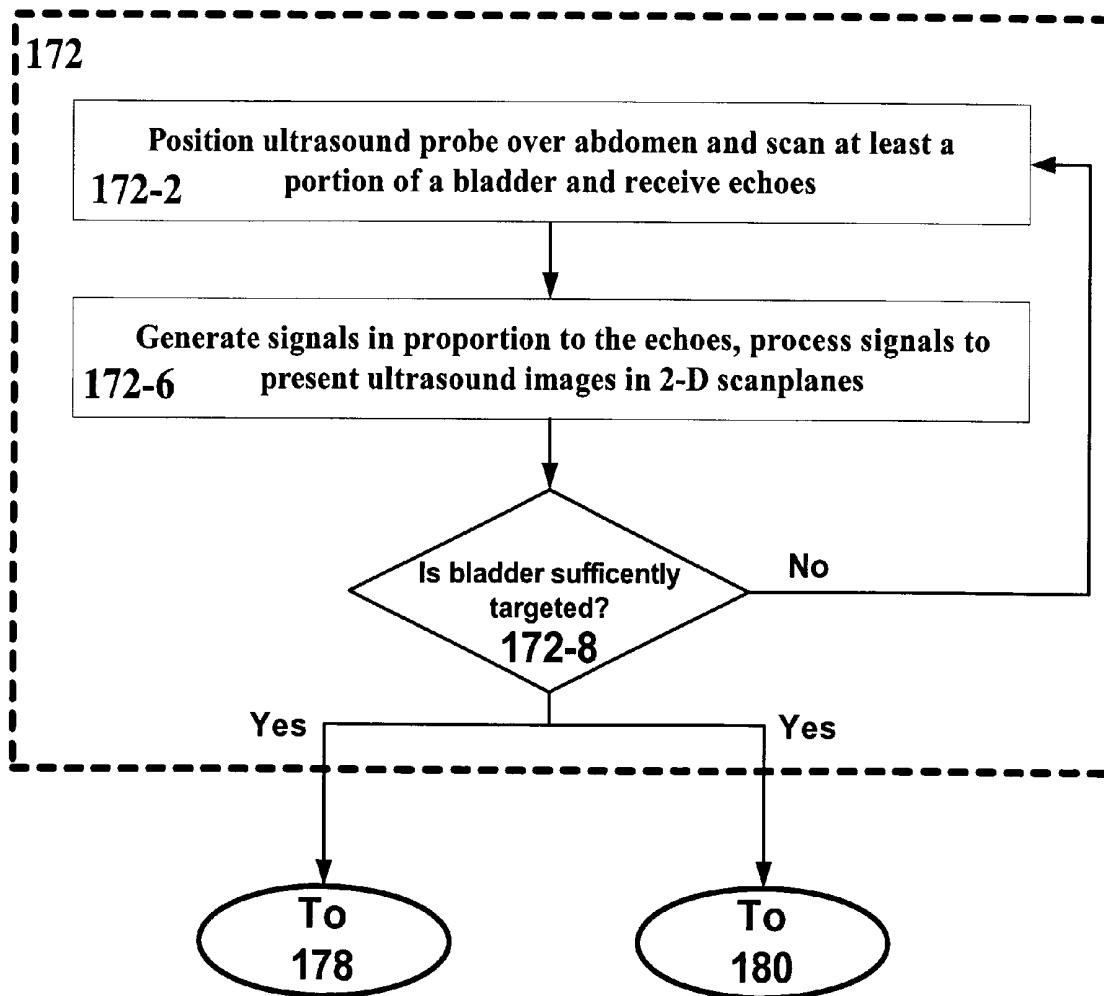 172
Position ultrasound probe over abdomen and scan at least a
172-2
portion of a bladder and receive echoes
Generate signals in proportion to the echoes, process signals to
172-6
present ultrasound images in 2-D scanplanes
Is bladder sufficently
targeted?
172-8
No
Yes
Yes
To
178
To
180